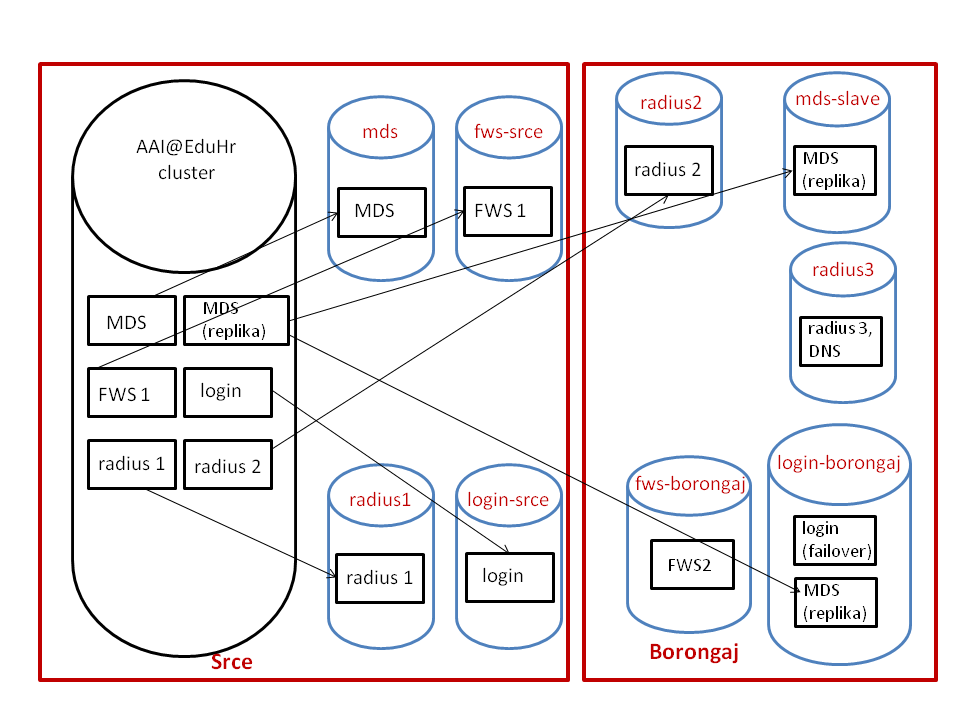 AAI@EduHr
cluster
MDS
MDS
(replika)
FWS 1
login
radius 1
radius 2
mds
MDS
fws-srce
FWS 1
radius1
radius 1
login-srce
login
Srce
radius2
radius 2
mds-slave
MDS
(replika)
radius3
radius 3,
DNS
fws-borongaj
FWS2
login-borongaj
login
(failover)
MDS
(replika)
Borongaj